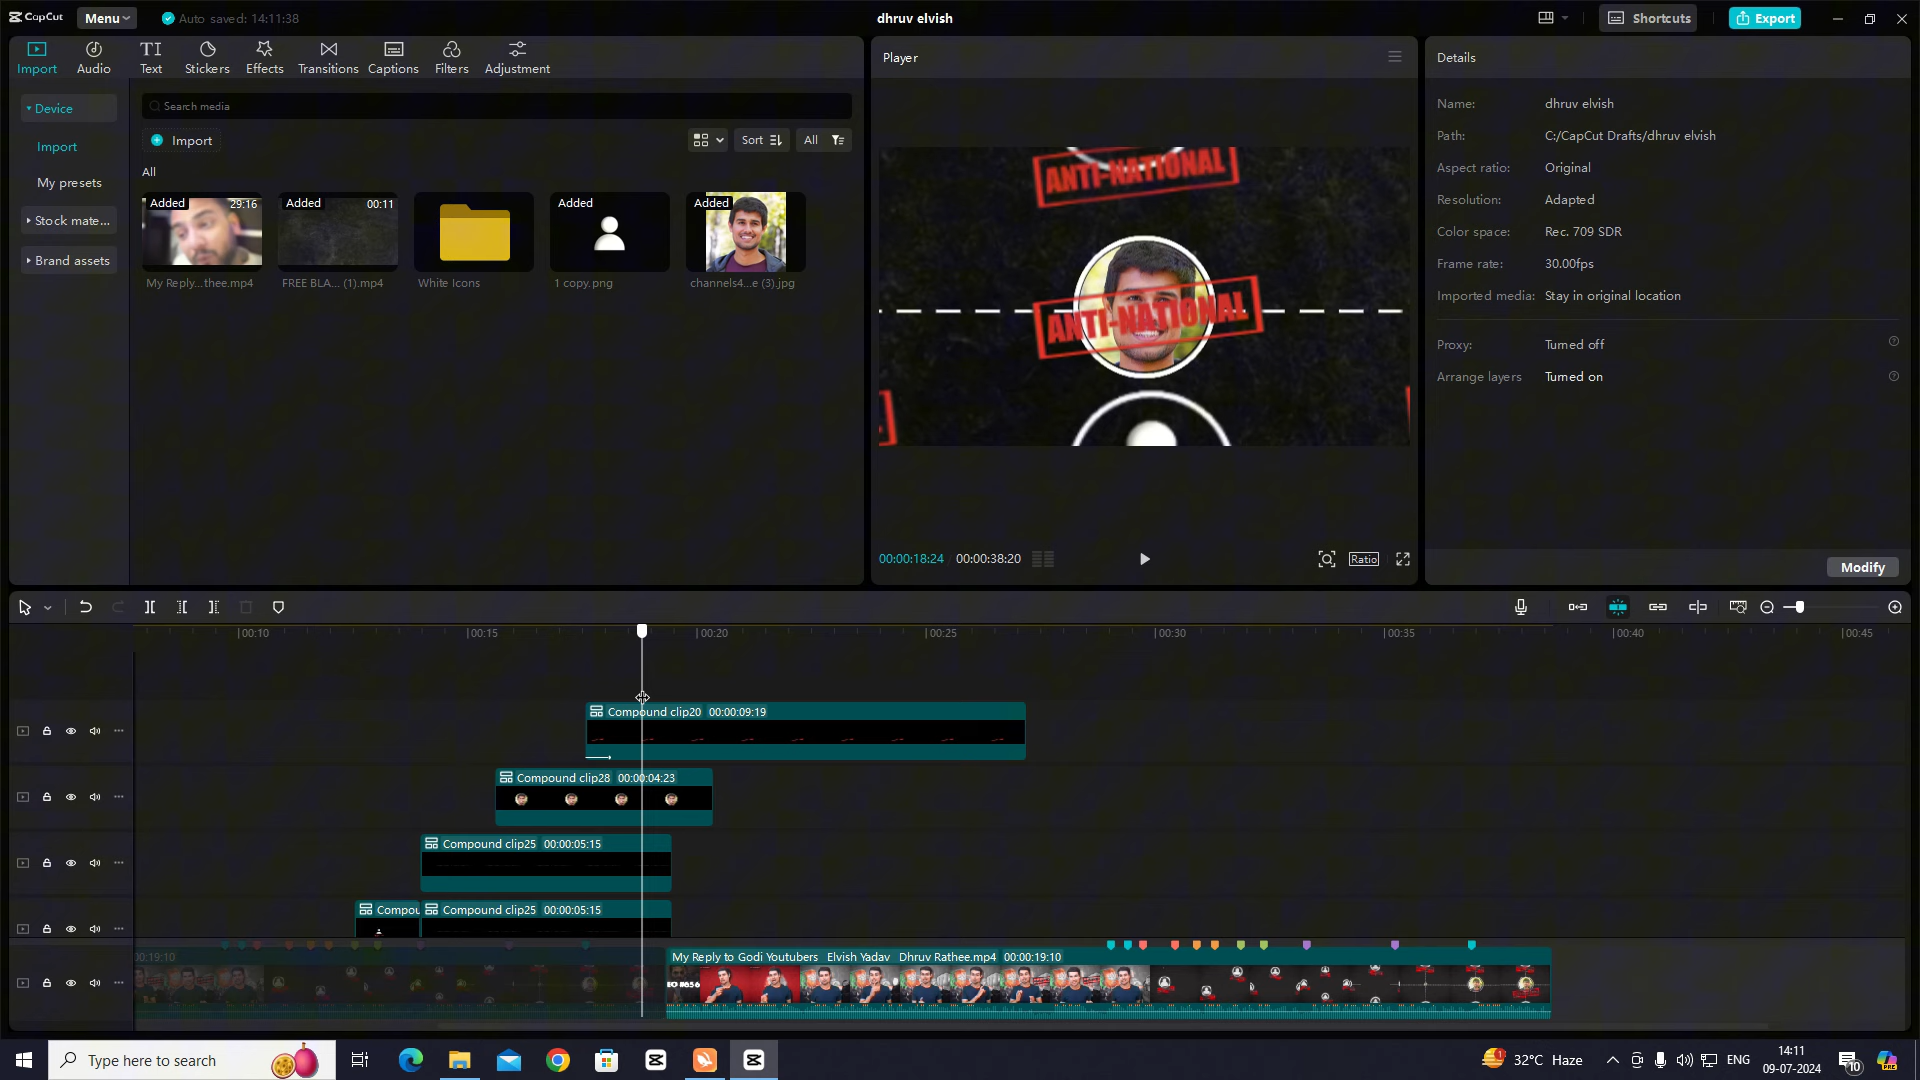 CapCut
Menu
Auto saved: 14:11:38
dhruv elvish
Shortcuts
Export
Import
Audio
TI
Text
Stickers
Effects
Transitions
Captions
Filters
Adjustment
Player
Details
Device
Import
My presets
Stock mate...
Brand assets
Search media
Import
Sort
All
All
Added 29:16
Added 00:11
Added
Added
My Reply...thee.mp4
FREE BLA... (1).mp4
White Icons
1 copy.png
channels4...e (3).jpg
ANTI-NATIONAL
ANTI-NATIONAL
Name: dhruv elvish
Path: C:/CapCut Drafts/dhruv elvish
Aspect ratio: Original
Resolution: Adapted
Color space: Rec. 709 SDR
Frame rate: 30.00fps
Imported media: Stay in original location
Proxy: Turned off
Arrange layers Turned on
Modify
00:00:18:24 00:00:38:20
Ratio
00:10
00:15
00:20
00:25
00:30
00:35
00:40
00:45
Compound clip20 00:00:09:19
Compound clip28 00:00:04:23
Compound clip25 00:00:05:15
Compou
Compound clip25 00:00:05:15
00:19:10
My Reply to Godi Youtubers Elvish Yadav Dhruv Rathee.mp4 00:00:19:10
Type here to search
1
32°C Haze
ENG
14:11
09-07-2024
10
PRE